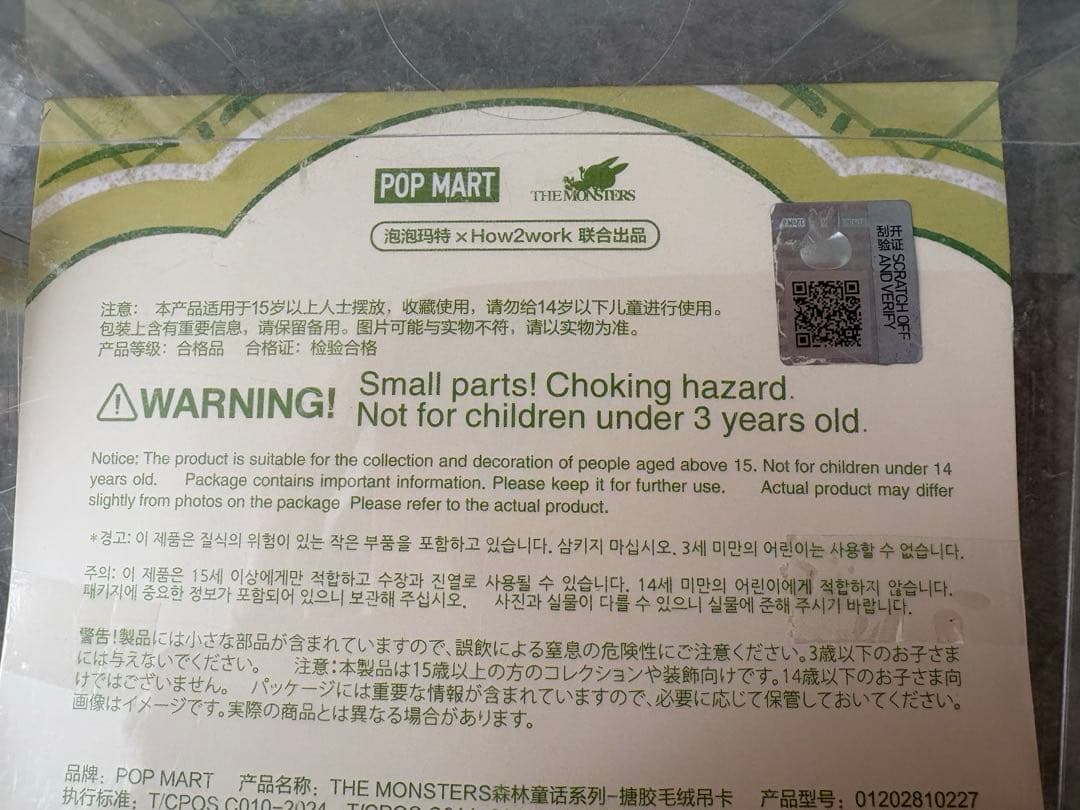 POP MART
THE MONSTERS
泡泡玛特×How2work 联合出品
开证 SCRATCH OFF
刮验 AND VERIFY
注意： 本产品适用于15岁以上人士摆放，收藏使用，请勿给14岁以下儿童进行使用。
包装上含有重要信息，请保留备用。图片可能与实物不符，请以实物为准。
产品等级：合格品 合格证：检验合格
WARNING! Small parts! Choking hazard.
Not for children under 3 years old.
Notice: The product is suitable for the collection and decoration of people aged above 15. Not for children under 14
years old. Package contains important information. Please keep it for further use. Actual product may differ
slightly from photos on the package Please refer to the actual product.
*경고: 이 제품은 질식의 위험이 있는 작은 부품을 포함하고 있습니다. 삼키지 마십시오. 3세 미만의 어린이는 사용할 수 없습니다.
주의: 이 제품은 15세 이상에게만 적합하고 수장과 진열로 사용될 수 있습니다. 14세 미만의 어린이에게 적합하지 않습니다.
패키지에 중요한 정보가 포함되어 있으니 보관해 주십시오. 사진과 실물이 다를 수 있으니 실물에 준해 주시기 바랍니다.
警告!製品には小さな部品が含まれていますので、誤飲による窒息の危険性にご注意ください。3歳以下のお子さま
には与えないでください。 注意:本製品は15歳以上の方のコレクションや装飾向けです。14歳以下のお子さま向
けではございません。 パッケージには重要な情報が含まれていますので、必要に応じて保管しておいてください。
画像はイメージです。実際の商品とは異なる場合があります。
品牌：POP MART 产品名称：THE MONSTERS森林童话系列-搪胶毛绒吊卡 产品型号：01202810227
执行标准：T/CPQS C010-2024 T/CPQS